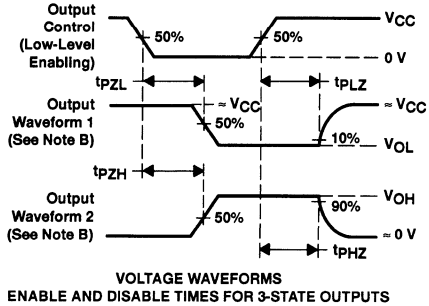 Output
Control
(Low-Level
Enabling)
50%
50%
VCC
0 V
tPZL
tPLZ
Output
Waveform 1
(See Note B)
≈ VCC
50%
≈ VCC
10%
VOL
tPZH
Output
Waveform 2
(See Note B)
50%
VOH
90%
≈ 0 V
tPHZ
VOLTAGE WAVEFORMS
ENABLE AND DISABLE TIMES FOR 3-STATE OUTPUTS